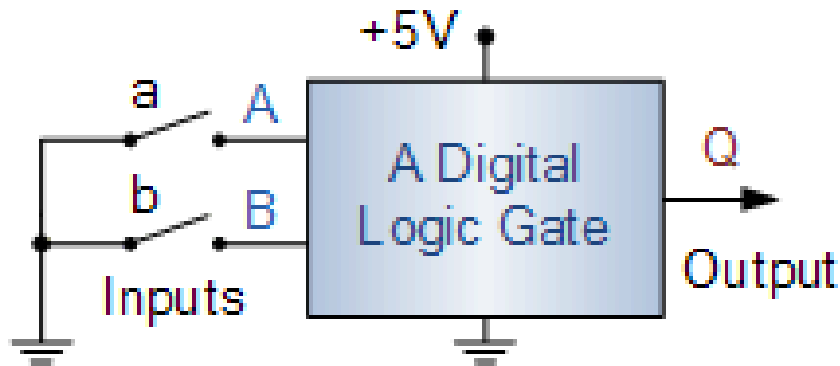 +5V
a
A
b
B
Inputs
A Digital
Logic Gate
Q
Output